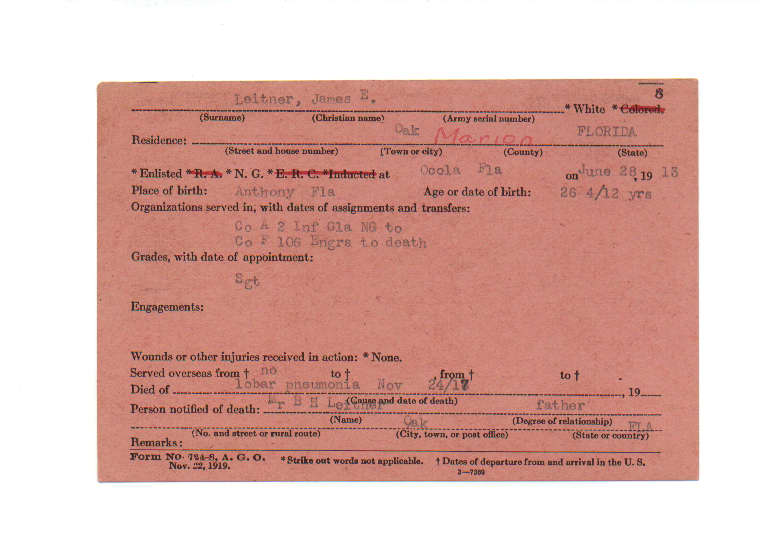 8
Leitner, James E. * White * Colored.
(Surname) (Christian name) (Army serial number)
Residence: Oak Marion FLORIDA
(Street and house number) (Town or city) (County) (State)
* Enlisted * R. A. * N. G. * E. R. C. * Inducted at Ocola Fla on June 28, 19 13
Place of birth: Anthony Fla Age or date of birth: 26 4/12 yrs
Organizations served in, with dates of assignments and transfers:
Co A 2 Inf Gla NG to
Co F 106 Engrs to death
Grades, with date of appointment:
Sgt
Engagements:
Wounds or other injuries received in action: * None.
Served overseas from † no to † , from † to † .
Died of lobar pneumonia Nov 24/17 , 19
(Cause and date of death)
Person notified of death: Mr B H Leitner father
(Name) (Degree of relationship)
Oak FLA
(No. and street or rural route) (City, town, or post office) (State or country)
Remarks:
Form No. 724-8, A. G. O. * Strike out words not applicable. † Dates of departure from and arrival in the U. S.
Nov. 22, 1919. 3—7389